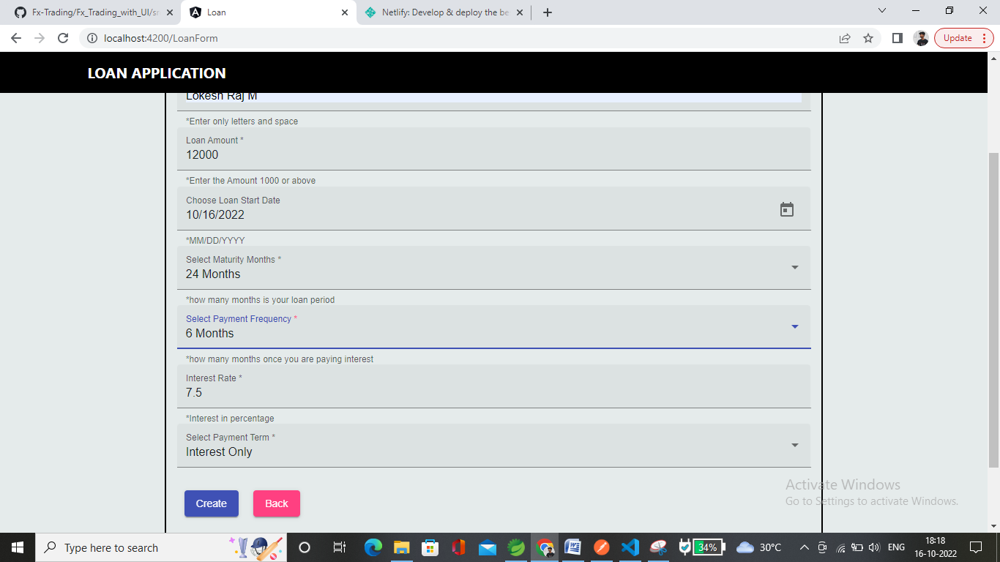 Fx-Trading/Fx_Trading_with_UI/sr
Loan
Netlify: Develop & deploy the be
localhost:4200/LoanForm
Update
LOAN APPLICATION
Lokesh Raj M
*Enter only letters and space
Loan Amount *
12000
*Enter the Amount 1000 or above
Choose Loan Start Date
10/16/2022
*MM/DD/YYYY
Select Maturity Months *
24 Months
*how many months is your loan period
Select Payment Frequency *
6 Months
*how many months once you are paying interest
Interest Rate *
7.5
*Interest in percentage
Select Payment Term *
Interest Only
Create
Back
Activate Windows
Go to Settings to activate Windows.
Type here to search
34%
30°C
ENG
18:18
16-10-2022